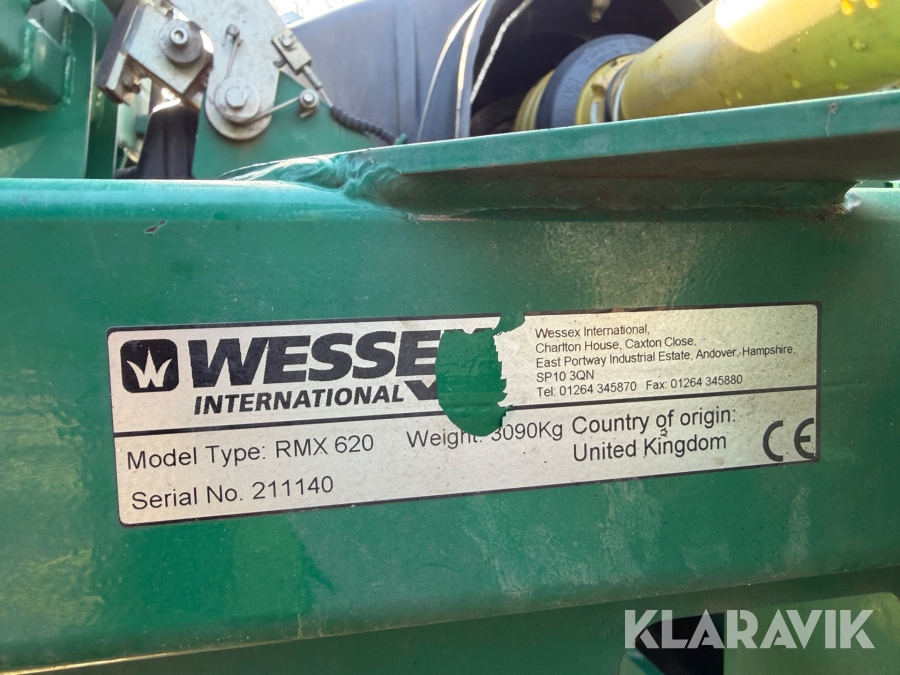 WESSEX
INTERNATIONAL
Wessex International,
Charlton House, Caxton Close,
East Portway Industrial Estate, Andover, Hampshire.
SP10 3QN
Tel: 01264 345870 Fax: 01264 345880
Model Type: RMX 620 Weight: 3090Kg
Serial No. 211140
Country of origin:
United Kingdom
CE
KLARAVIK